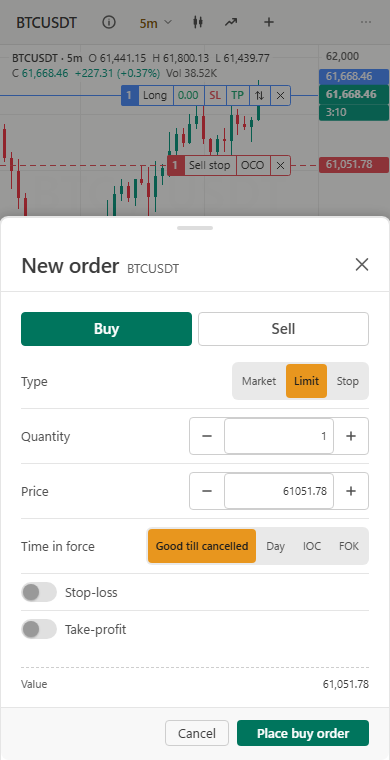 BTCUSDT 5m
62,000
BTCUSDT · 5m O 61,441.15 H 61,800.13 L 61,439.77
C 61,668.46 +227.31 (+0.37%) Vol 38.52K
61,668.46
1 Long 0.00 SL TP
61,668.46
3:10
1 Sell stop OCO
61,051.78
New order BTCUSDT
Buy Sell
Type Market Limit Stop
Quantity 1
Price 61051.78
Time in force Good till cancelled Day IOC FOK
Stop-loss
Take-profit
Value 61,051.78
Cancel Place buy order